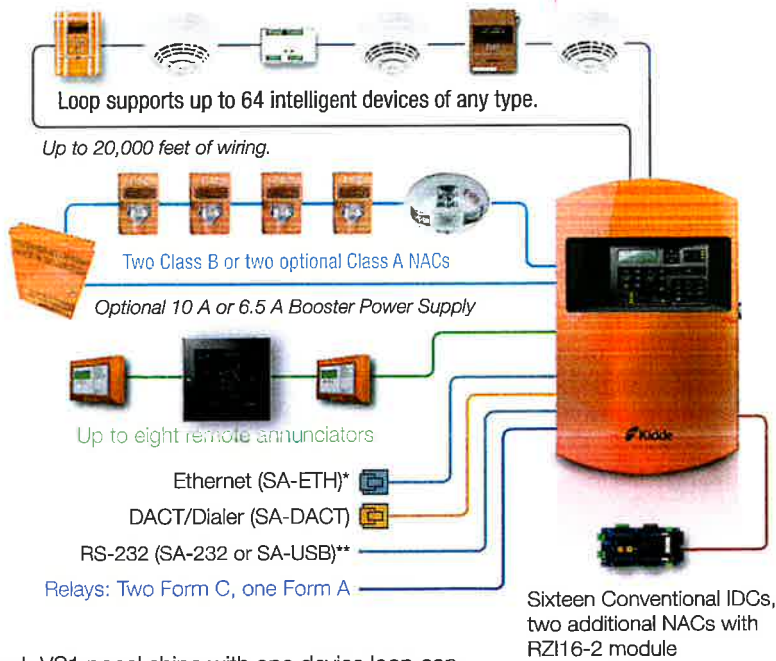 Loop supports up to 64 intelligent devices of any type.
Up to 20,000 feet of wiring.
Two Class B or two optional Class A NACs
Optional 10 A or 6.5 A Booster Power Supply
Up to eight remote annunciators
Kidde
Ethernet (SA-ETH)*
DACT/Dialer (SA-DACT)
RS-232 (SA-232 or SA-USB)**
Relays: Two Form C, one Form A
Sixteen Conventional IDCs,
two additional NACs with
RZI16-2 module